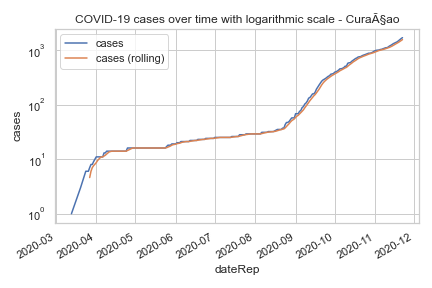 COVID-19 cases over time with logarithmic scale - CuraÃ§ao
cases
cases (rolling)
10³
10²
10¹
10⁰
cases
2020-03
2020-04
2020-05
2020-06
2020-07
2020-08
2020-09
2020-10
2020-11
2020-12
dateRep